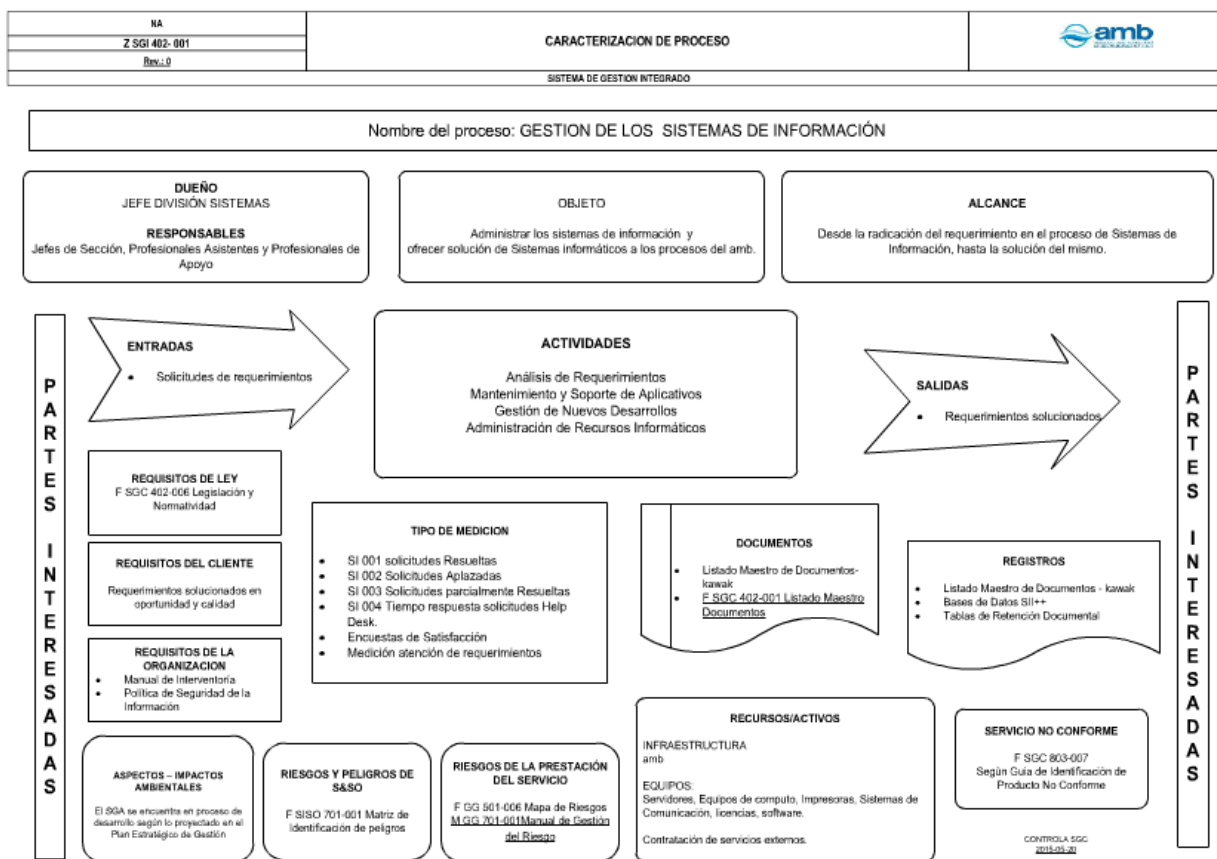 NA
Z SGI 402- 001
Rev.: 0
CARACTERIZACION DE PROCESO
amb
SISTEMA DE GESTION INTEGRADO
Nombre del proceso: GESTION DE LOS SISTEMAS DE INFORMACIÓN
DUEÑO
JEFE DIVISIÓN SISTEMAS
RESPONSABLES
Jefes de Sección, Profesionales Asistentes y Profesionales de
Apoyo
OBJETO
Administrar los sistemas de información y
ofrecer solución de Sistemas informáticos a los procesos del amb.
ALCANCE
Desde la radicación del requerimiento en el proceso de Sistemas de
Información, hasta la solución del mismo.
PARTES INTERESADAS
ENTRADAS
• Solicitudes de requerimientos
ACTIVIDADES
Análisis de Requerimientos
Mantenimiento y Soporte de Aplicativos
Gestión de Nuevos Desarrollos
Administración de Recursos Informáticos
SALIDAS
• Requerimientos solucionados
PARTES INTERESADAS
REQUISITOS DE LEY
F SGC 402-006 Legislación y
Normatividad
REQUISITOS DEL CLIENTE
Requerimientos solucionados en
oportunidad y calidad
REQUISITOS DE LA
ORGANIZACION
• Manual de Interventoría
• Política de Seguridad de la
Información
TIPO DE MEDICION
• SI 001 solicitudes Resueltas
• SI 002 Solicitudes Aplazadas
• SI 003 Solicitudes parcialmente Resueltas
• SI 004 Tiempo respuesta solicitudes Help
Desk.
• Encuestas de Satisfacción
• Medición atención de requerimientos
DOCUMENTOS
• Listado Maestro de Documentos-
kawak
• F SGC 402-001 Listado Maestro
Documentos
REGISTROS
• Listado Maestro de Documentos - kawak
• Bases de Datos SII++
• Tablas de Retención Documental
ASPECTOS – IMPACTOS
AMBIENTALES
El SGA se encuentra en proceso de
desarrollo según lo proyectado en el
Plan Estratégico de Gestión
RIESGOS Y PELIGROS DE
S&SO
F SISO 701-001 Matriz de
Identificación de peligros
RIESGOS DE LA PRESTACIÓN
DEL SERVICIO
F GG 501-006 Mapa de Riesgos
M GG 701-001Manual de Gestión
del Riesgo
RECURSOS/ACTIVOS
INFRAESTRUCTURA
amb
EQUIPOS:
Servidores, Equipos de computo, Impresoras, Sistemas de
Comunicación, licencias, software.
Contratación de servicios externos.
SERVICIO NO CONFORME
F SGC 803-007
Según Guía de Identificación de
Producto No Conforme
CONTROLA SGC
2015-05-20